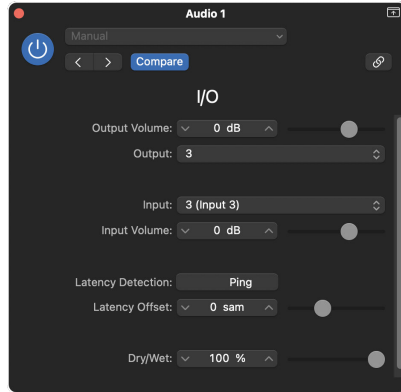 Audio 1
Manual
Compare
I/O
Output Volume: 0 dB
Output: 3
Input: 3 (Input 3)
Input Volume: 0 dB
Latency Detection: Ping
Latency Offset: 0 sam
Dry/Wet: 100 %